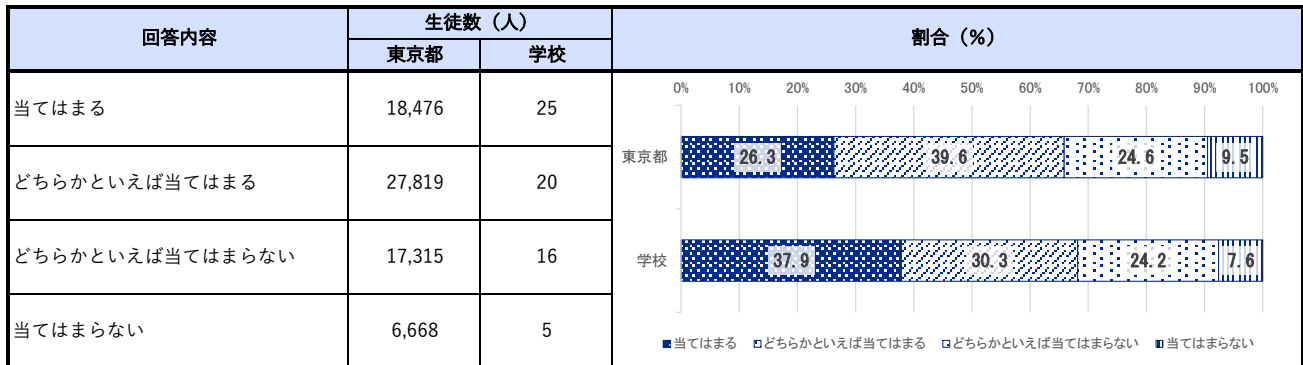 回答内容
生徒数（人）
割合（%）
東京都
学校
当てはまる
18,476
25
どちらかといえば当てはまる
27,819
20
どちらかといえば当てはまらない
17,315
16
当てはまらない
6,668
5
0% 10% 20% 30% 40% 50% 60% 70% 80% 90% 100%
東京都
26.3 39.6 24.6 9.5
学校
37.9 30.3 24.2 7.6
当てはまる どちらかといえば当てはまる どちらかといえば当てはまらない 当てはまらない